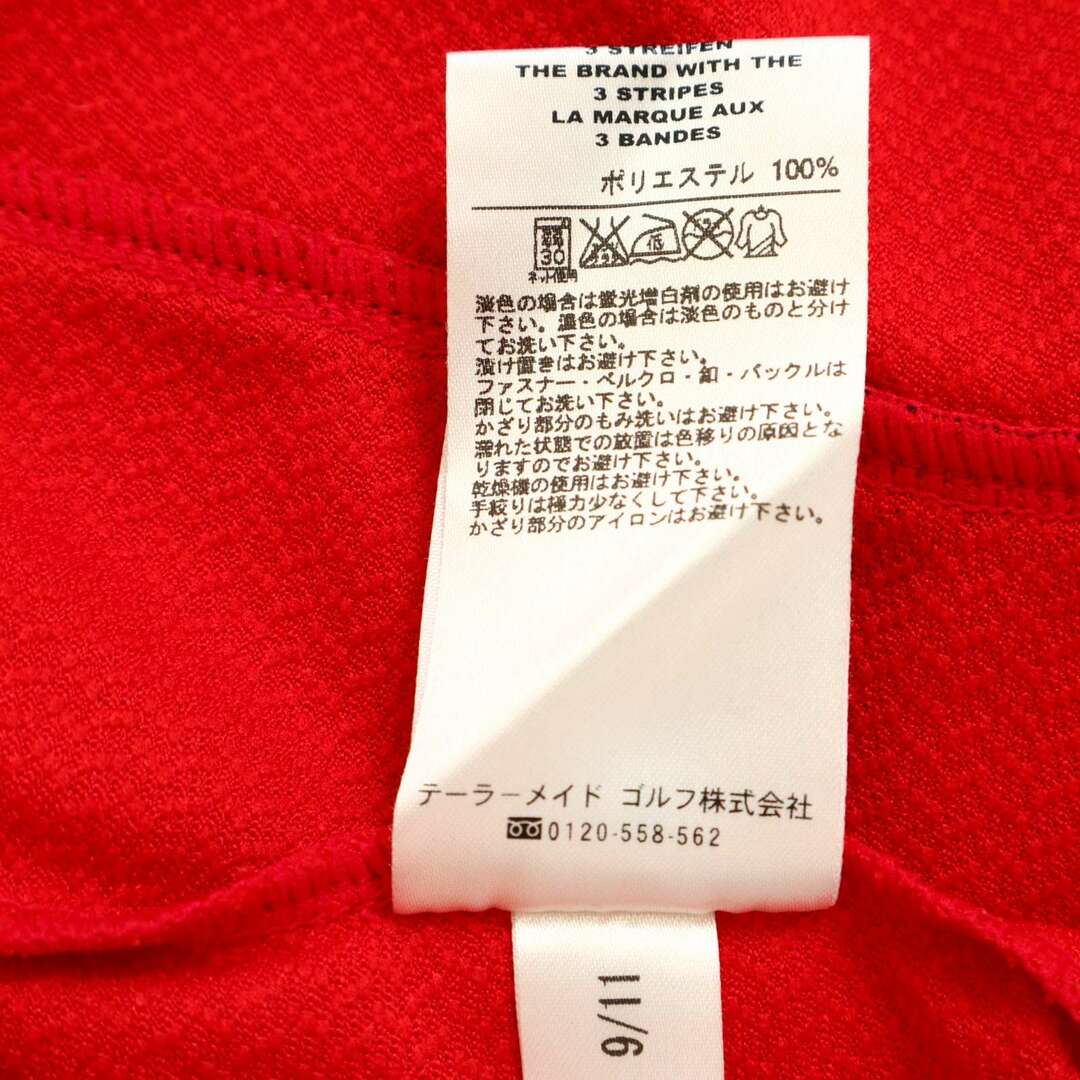 3 STREIFEN
THE BRAND WITH THE
3 STRIPES
LA MARQUE AUX
3 BANDES
ポリエステル 100%
30
ネット使用
低
淡色の場合は蛍光増白剤の使用はお避け
下さい。濃色の場合は淡色のものと分け
てお洗い下さい。
漬け置きはお避け下さい。
ファスナー・ベルクロ・釦・バックルは
閉じてお洗い下さい。
かざり部分のもみ洗いはお避け下さい。
濡れた状態での放置は色移りの原因とな
りますのでお避け下さい。
乾燥機の使用はお避け下さい。
手絞りは極力少なくして下さい。
かざり部分のアイロンはお避け下さい。
テーラーメイド ゴルフ株式会社
0120-558-562
11/6